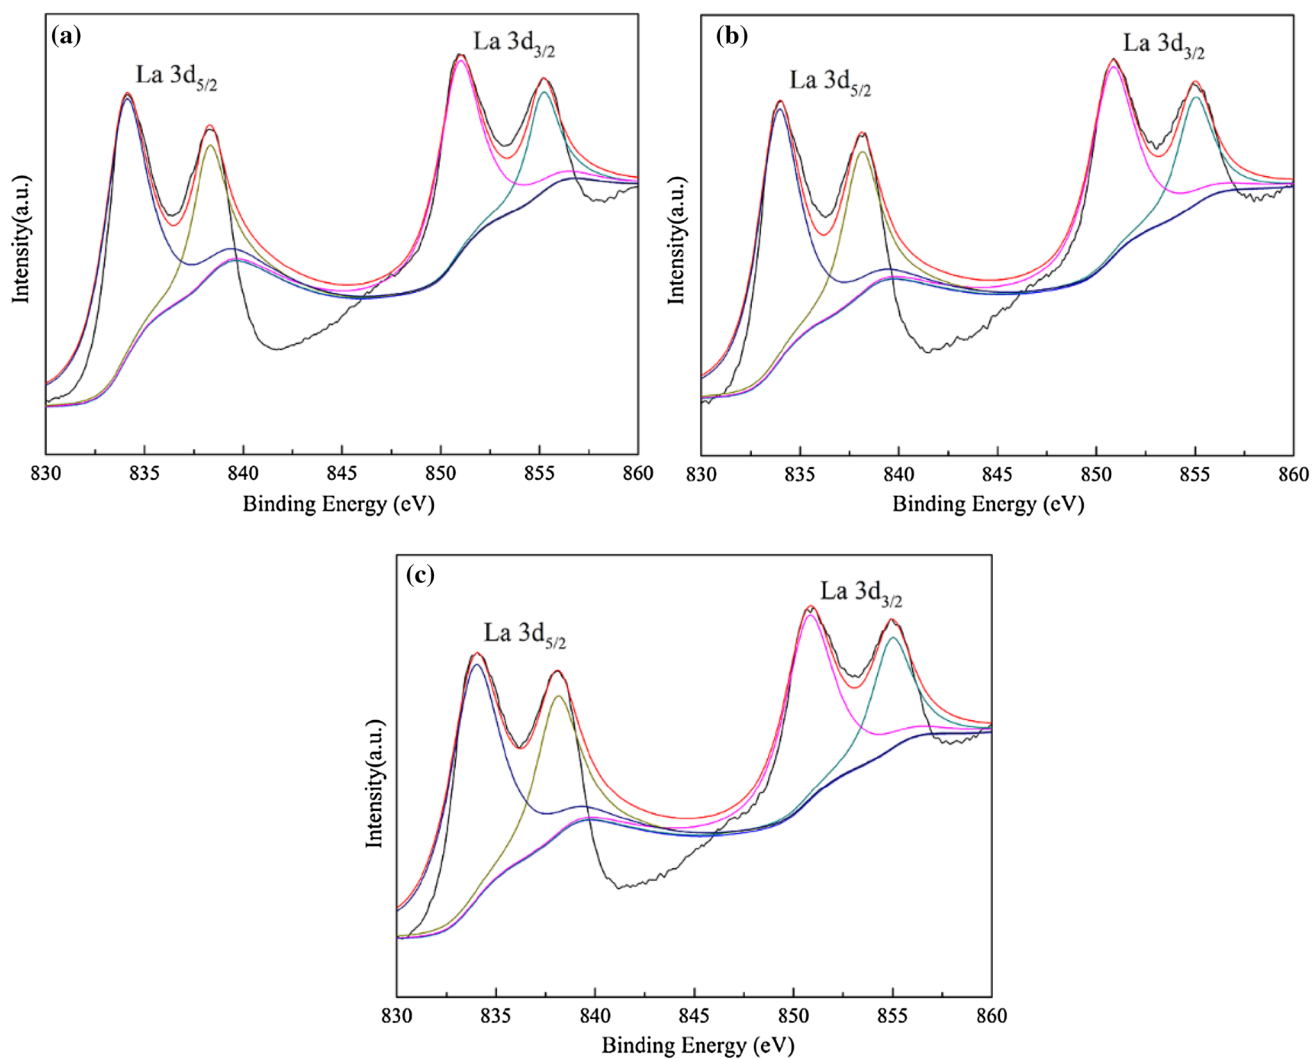 (a)
La 3d5/2
La 3d3/2
Intensity(a.u.)
830 835 840 845 850 855 860
Binding Energy (eV)
(b)
La 3d5/2
La 3d3/2
Intensity(a.u.)
830 835 840 845 850 855 860
Binding Energy (eV)
(c)
La 3d5/2
La 3d3/2
Intensity(a.u.)
830 835 840 845 850 855 860
Binding Energy (eV)